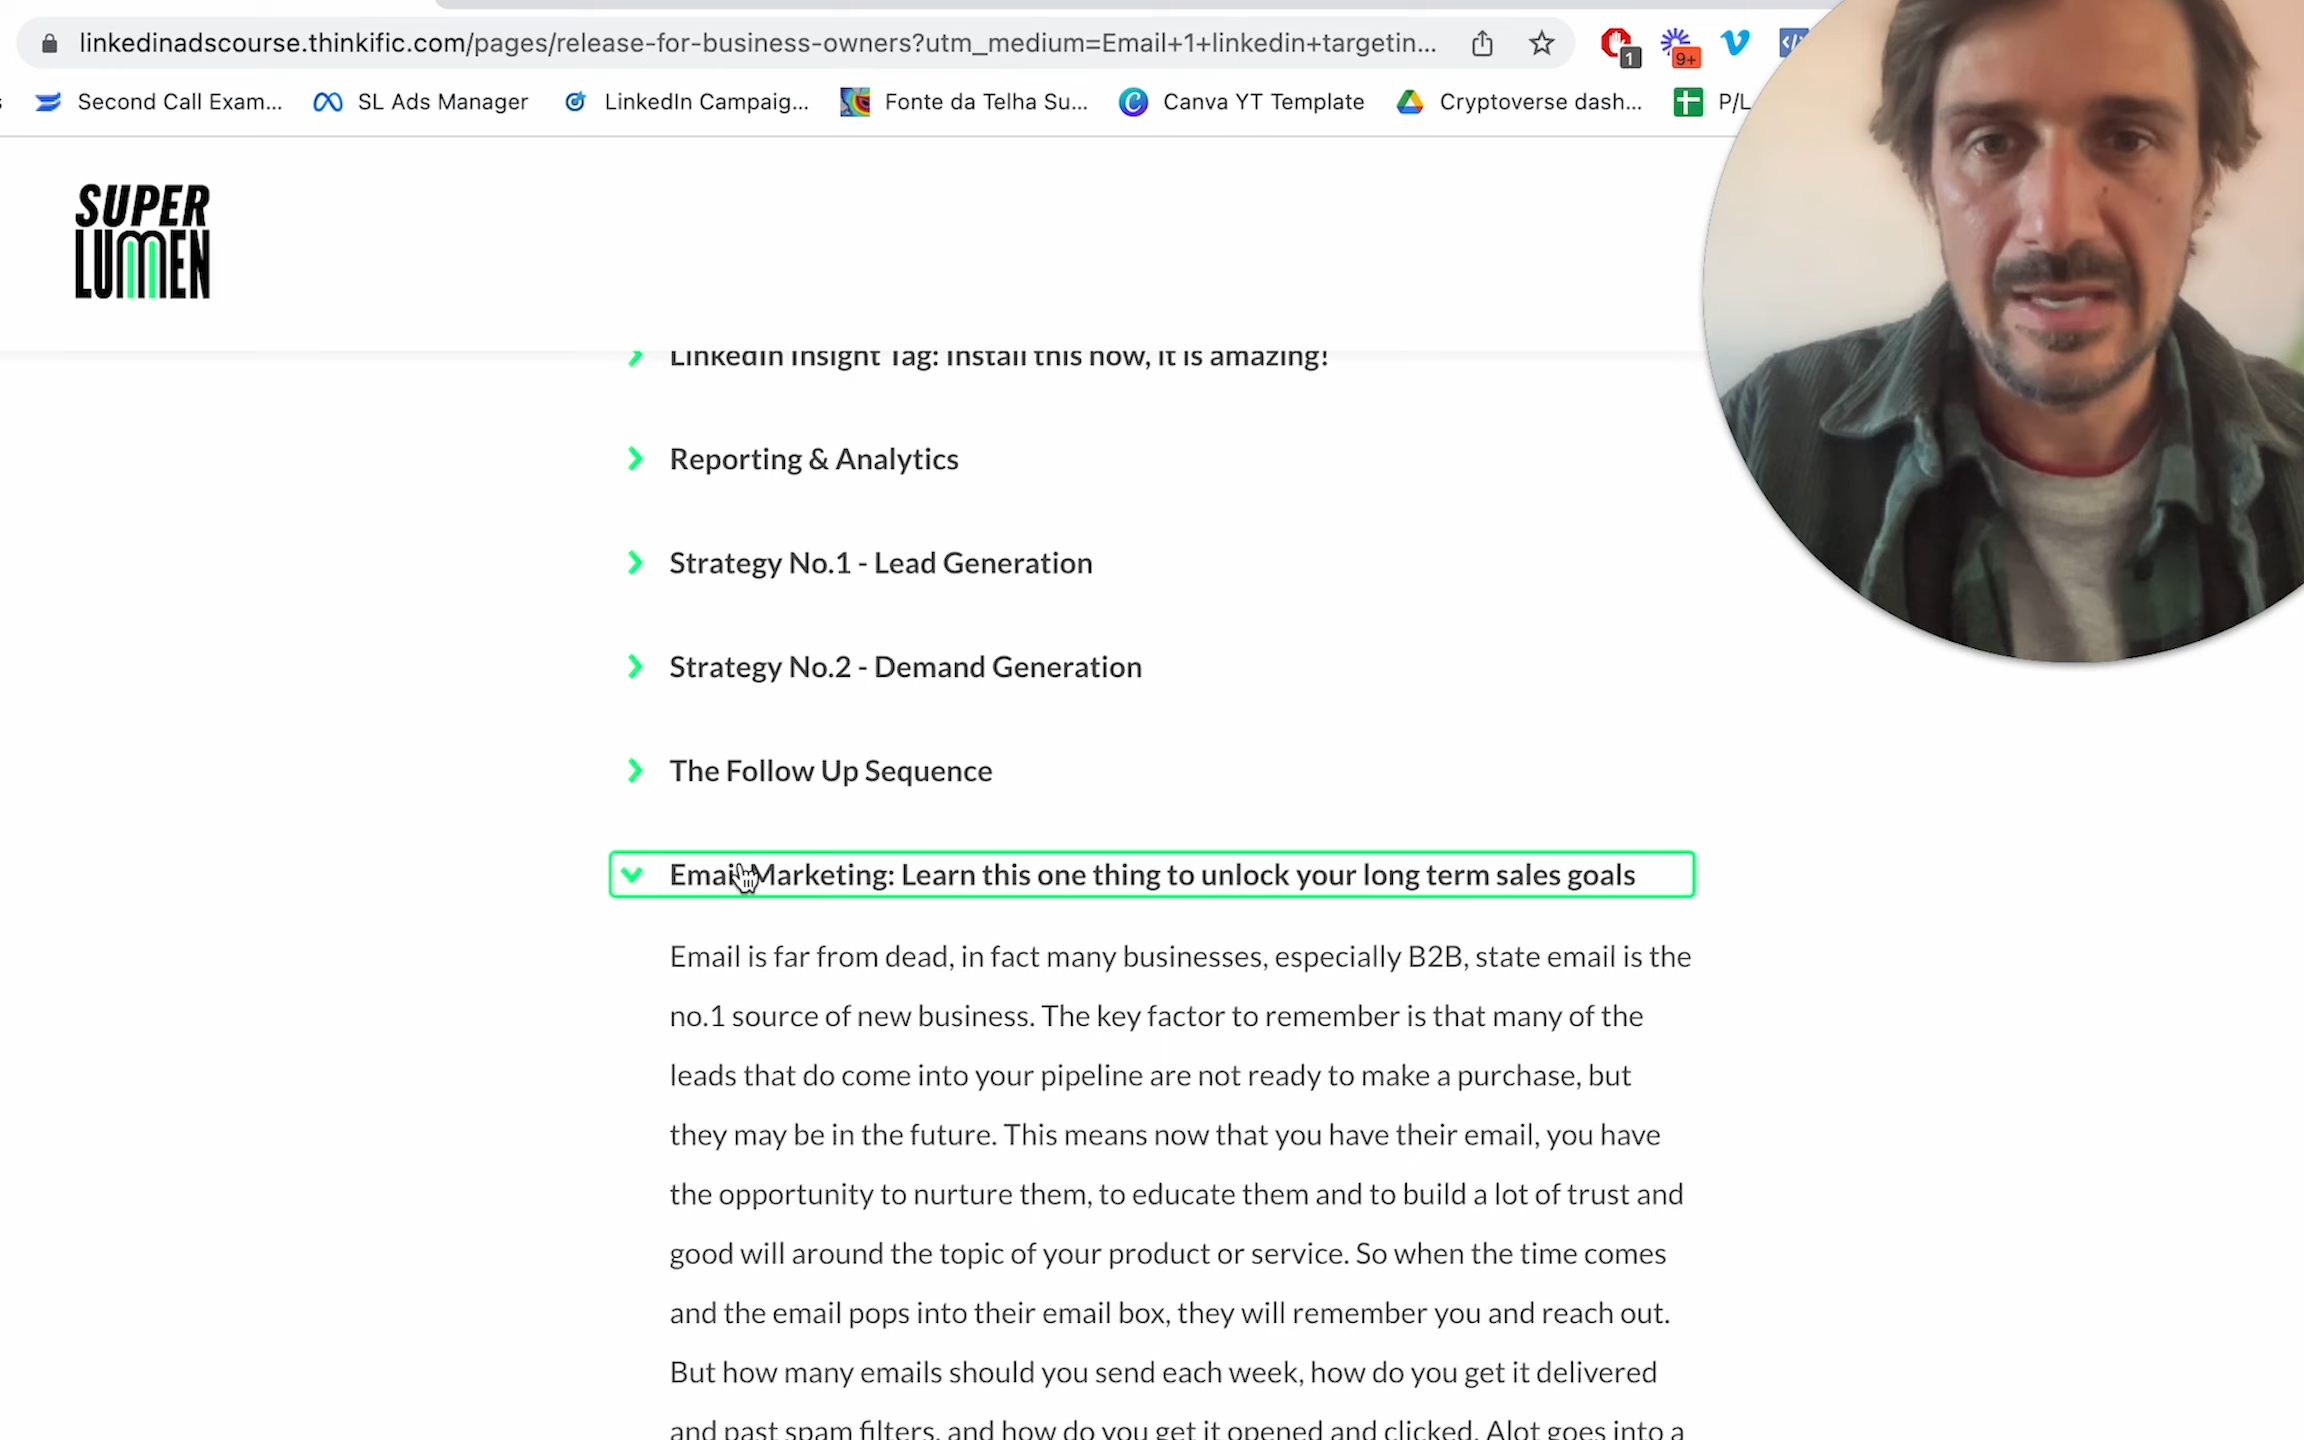 linkedinadscourse.thinkific.com/pages/release-for-business-owners?utm_medium=Email+1+linkedin+targetin...
1
9+
Second Call Exam...
SL Ads Manager
LinkedIn Campaig...
Fonte da Telha Su...
Canva YT Template
Cryptoverse dash...
P/L
SUPER
LUMEN
LinkedIn Insight Tag: Install this now, it is amazing!
Reporting & Analytics
Strategy No.1 - Lead Generation
Strategy No.2 - Demand Generation
The Follow Up Sequence
Email Marketing: Learn this one thing to unlock your long term sales goals
Email is far from dead, in fact many businesses, especially B2B, state email is the
no.1 source of new business. The key factor to remember is that many of the
leads that do come into your pipeline are not ready to make a purchase, but
they may be in the future. This means now that you have their email, you have
the opportunity to nurture them, to educate them and to build a lot of trust and
good will around the topic of your product or service. So when the time comes
and the email pops into their email box, they will remember you and reach out.
But how many emails should you send each week, how do you get it delivered
and past spam filters, and how do you get it opened and clicked. Alot goes into a